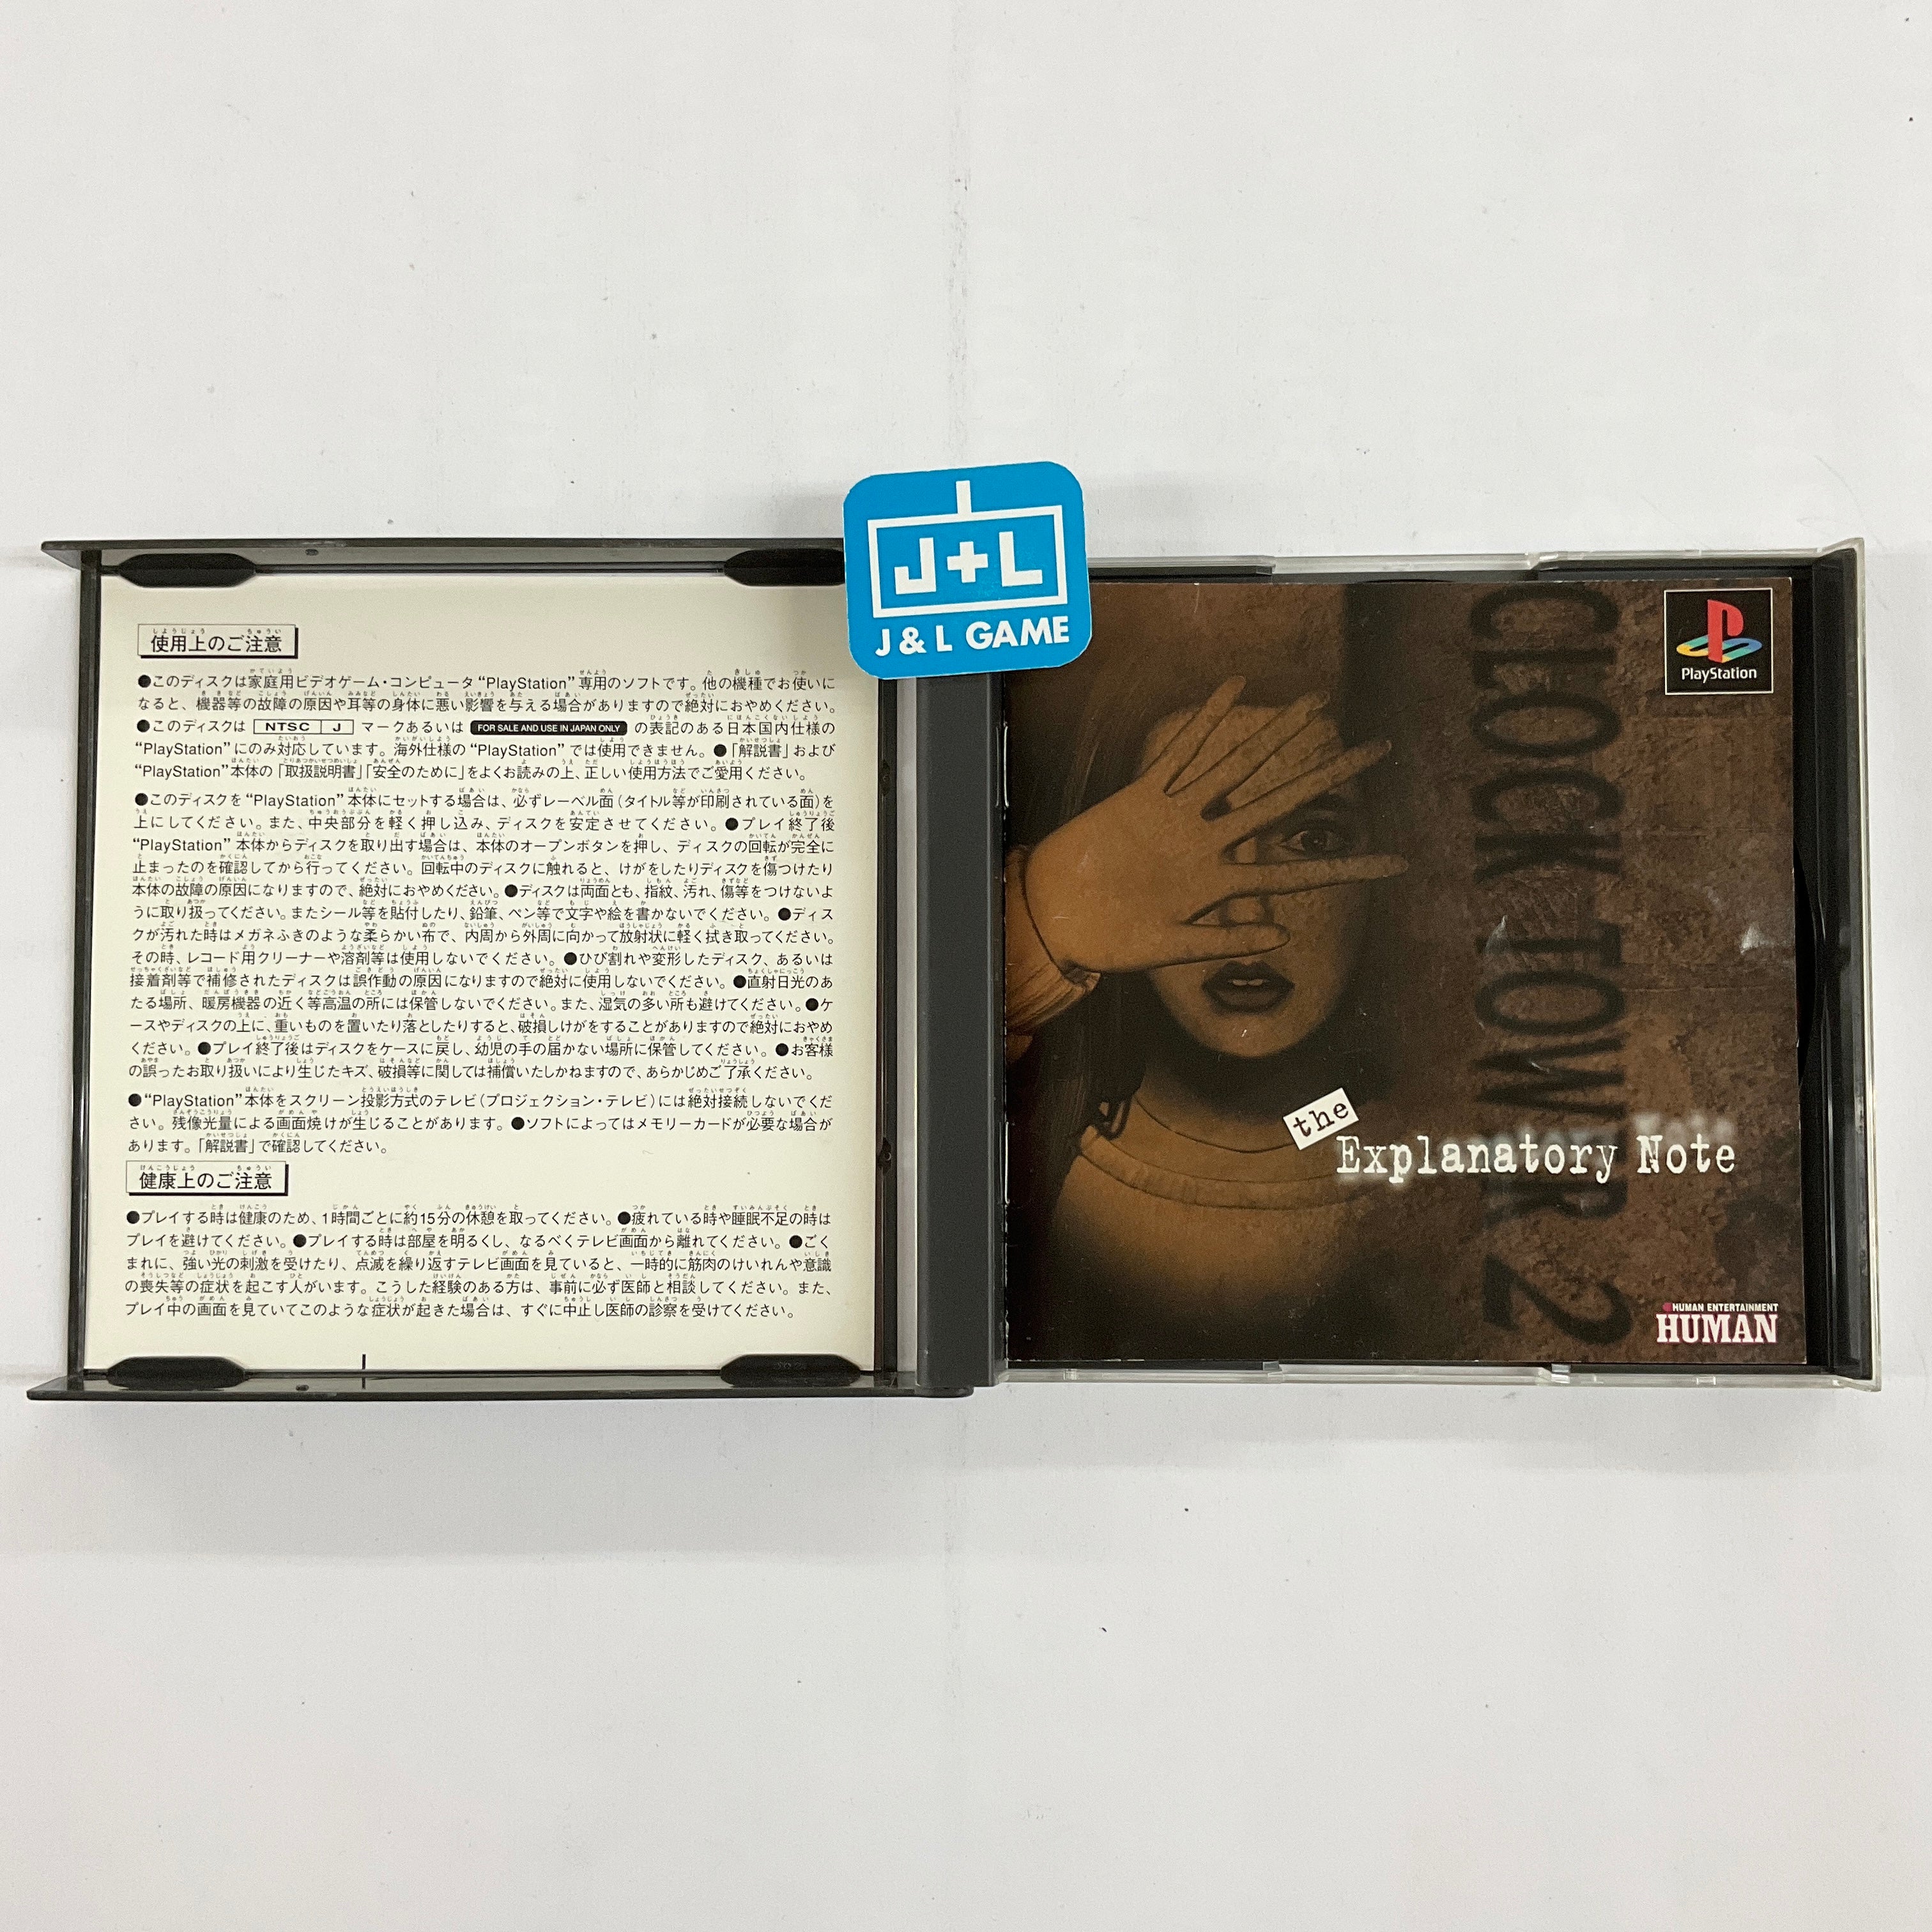 J+L
J & L GAME
使用上のご注意
●このディスクは家庭用ビデオゲーム・コンピュータ“PlayStation”専用のソフトです。他の機種でお使いに
なると、機器等の故障の原因や耳等の身体に悪い影響を与える場合がありますので絶対におやめください。
●このディスクは NTSC J マークあるいは FOR SALE AND USE IN JAPAN ONLY の表記のある日本国内仕様の
“PlayStation”にのみ対応しています。海外仕様の“PlayStation”では使用できません。●「解説書」および
“PlayStation”本体の「取扱説明書」「安全のために」をよくお読みの上、正しい使用方法でご愛用ください。
●このディスクを“PlayStation”本体にセットする場合は、必ずレーベル面(タイトル等が印刷されている面)を
上にしてください。また、中央部分を軽く押し込み、ディスクを安定させてください。●プレイ終了後
“PlayStation”本体からディスクを取り出す場合は、本体のオープンボタンを押し、ディスクの回転が完全に
止まったのを確認してから行ってください。回転中のディスクに触れると、けがをしたりディスクを傷つけたり
本体の故障の原因になりますので、絶対におやめください。●ディスクは両面とも、指紋、汚れ、傷等をつけないよ
うに取り扱ってください。またシール等を貼付したり、鉛筆、ペン等で文字や絵を書かないでください。●ディス
クが汚れた時はメガネふきのような柔らかい布で、内周から外周に向かって放射状に軽く拭き取ってください。
その時、レコード用クリーナーや溶剤等は使用しないでください。●ひび割れや変形したディスク、あるいは
接着剤等で補修されたディスクは誤作動の原因になりますので絶対に使用しないでください。●直射日光のあ
たる場所、暖房機器の近く等高温の所には保管しないでください。また、湿気の多い所も避けてください。●ケ
ースやディスクの上に、重いものを置いたり落としたりすると、破損しけがをすることがありますので絶対におやめ
ください。●プレイ終了後はディスクをケースに戻し、幼児の手の届かない場所に保管してください。●お客様
の誤ったお取り扱いにより生じたキズ、破損等に関しては補償いたしかねますので、あらかじめご了承ください。
●“PlayStation”本体をスクリーン投影方式のテレビ(プロジェクション・テレビ)には絶対接続しないでくだ
さい。残像光量による画面焼けが生じることがあります。●ソフトによってはメモリーカードが必要な場合が
あります。「解説書」で確認してください。
健康上のご注意
●プレイする時は健康のため、1時間ごとに約15分の休憩を取ってください。●疲れている時や睡眠不足の時は
プレイを避けてください。●プレイする時は部屋を明るくし、なるべくテレビ画面から離れてください。●ごく
まれに、強い光の刺激を受けたり、点滅を繰り返すテレビ画面を見ていると、一時的に筋肉のけいれんや意識
の喪失等の症状を起こす人がいます。こうした経験のある方は、事前に必ず医師と相談してください。また、
プレイ中の画面を見ていてこのような症状が起きた場合は、すぐに中止し医師の診察を受けてください。
PlayStation
CLOCK TOWER 2
the
Explanatory Note
HUMAN ENTERTAINMENT
HUMAN